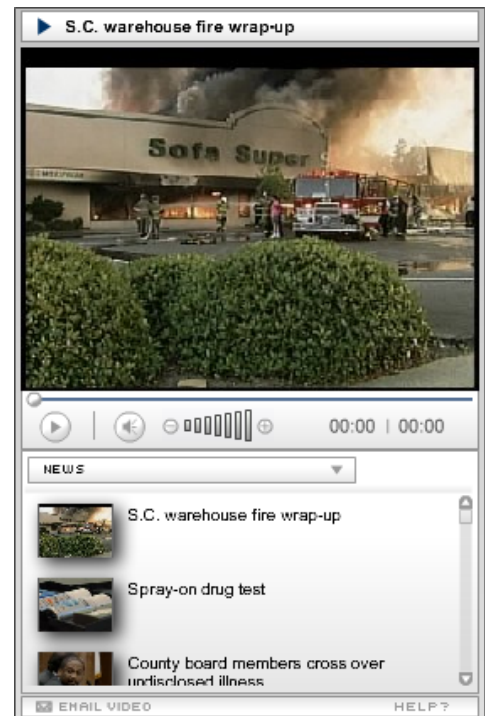 S.C. warehouse fire wrap-up
Sofa Super
00:00 | 00:00
NEWS
S.C. warehouse fire wrap-up
Spray-on drug test
County board members cross over
undisclosed illness
EMAIL VIDEO
HELP?